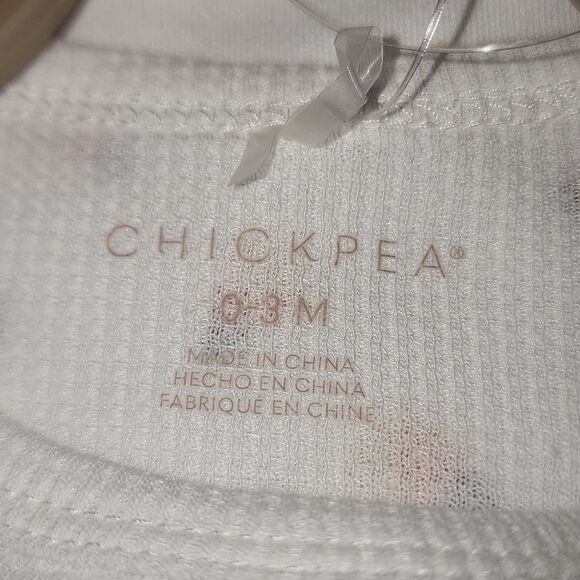 CHICKPEA®
0-3M
MADE IN CHINA
HECHO EN CHINA
FABRIQUÉ EN CHINE